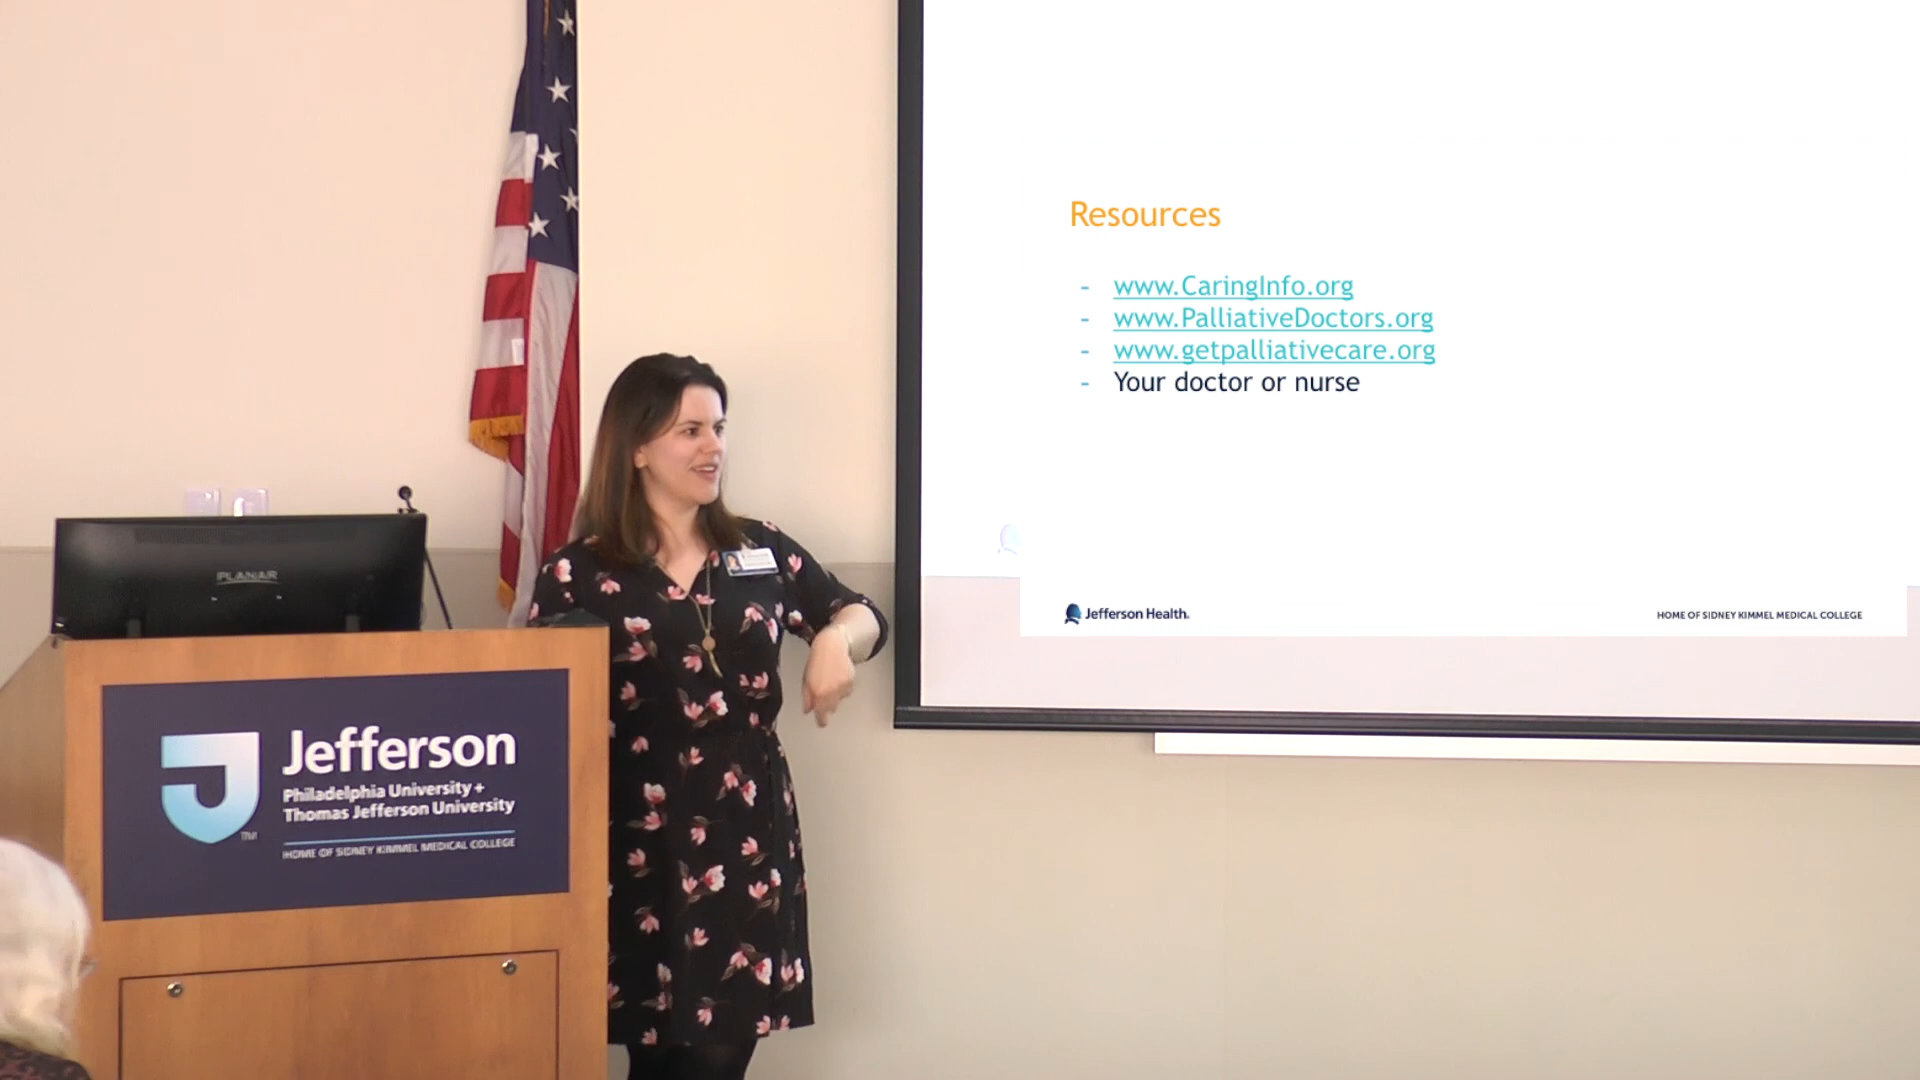 Resources
- www.CaringInfo.org
- www.PalliativeDoctors.org
- www.getpalliativecare.org
- Your doctor or nurse
Jefferson Health.
HOME OF SIDNEY KIMMEL MEDICAL COLLEGE
PLANAR
Jefferson
Philadelphia University +
Thomas Jefferson University
HOME OF SIDNEY KIMMEL MEDICAL COLLEGE
TM